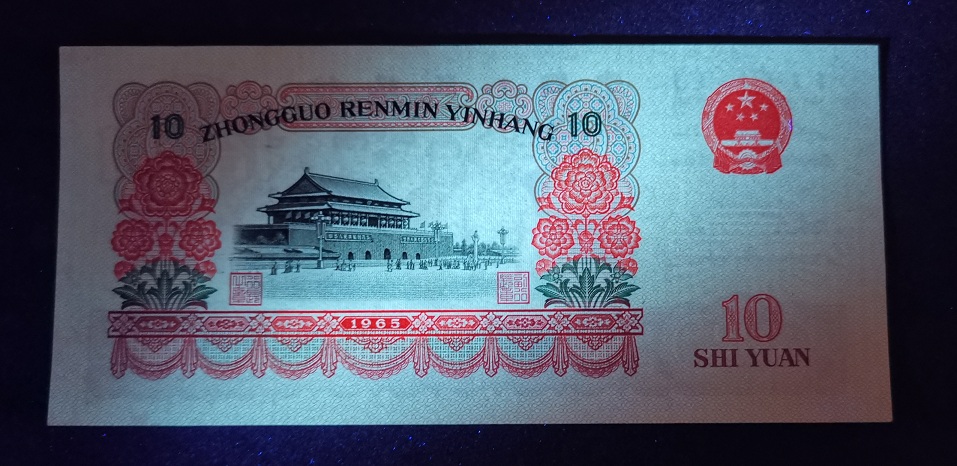 10 ZHONGGUO RENMIN YINHANG 10
1965
10
SHI YUAN